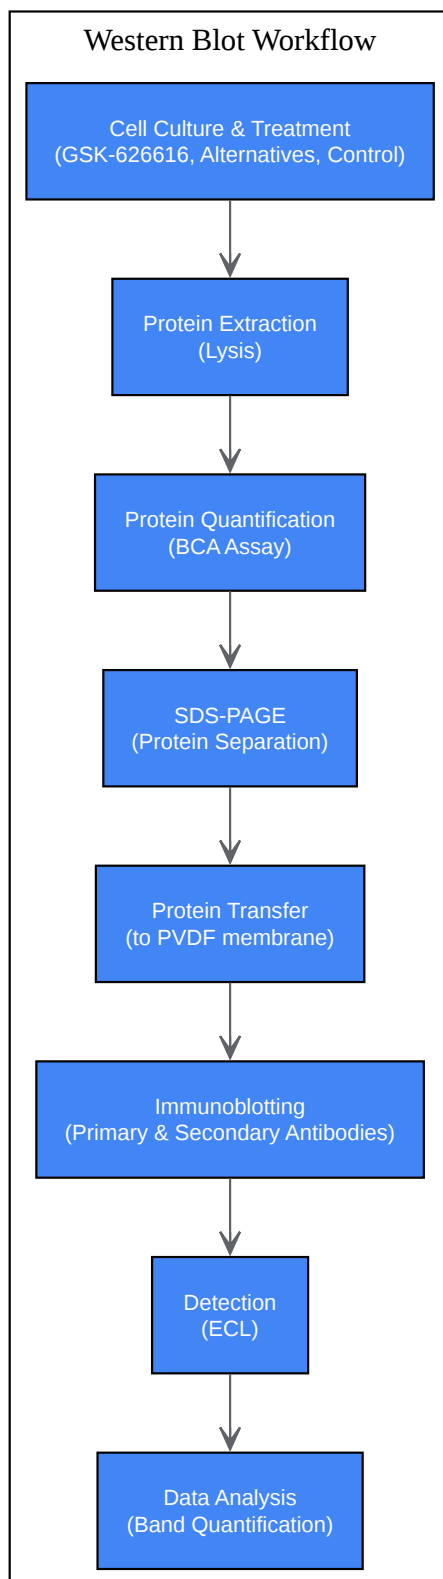 Western Blot Workflow
Cell Culture & Treatment
(GSK-626616, Alternatives, Control)
Protein Extraction
(Lysis)
Protein Quantification
(BCA Assay)
SDS-PAGE
(Protein Separation)
Protein Transfer
(to PVDF membrane)
Immunoblotting
(Primary & Secondary Antibodies)
Detection
(ECL)
Data Analysis
(Band Quantification)